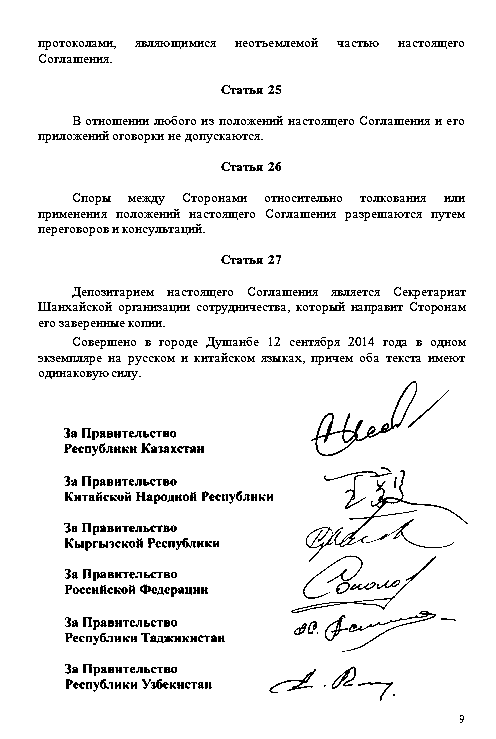 протоколами, являющимися неотъемлемой частью настоящего
Соглашения.
Статья 25
В отношении любого из положений настоящего Соглашения и его
приложений оговорки не допускаются.
Статья 26
Споры между Сторонами относительно толкования или
применения положений настоящего Соглашения разрешаются путем
переговоров и консультаций.
Статья 27
Депозитарием настоящего Соглашения является Секретариат
Шанхайской организации сотрудничества, который направит Сторонам
его заверенные копии.
Совершено в городе Душанбе 12 сентября 2014 года в одном
экземпляре на русском и китайском языках, причем оба текста имеют
одинаковую силу.
За Правительство
Республики Казахстан
За Правительство
Китайской Народной Республики
За Правительство
Кыргызской Республики
За Правительство
Российской Федерации
За Правительство
Республики Таджикистан
За Правительство
Республики Узбекистан
9